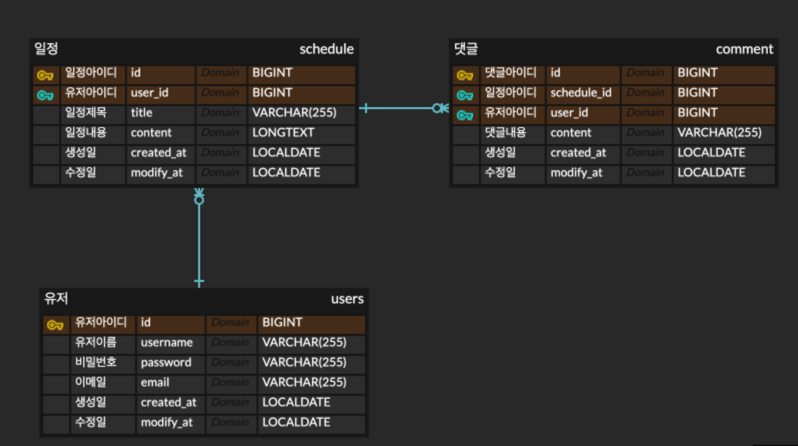 일정 schedule
일정아이디 id Domain BIGINT
유저아이디 user_id Domain BIGINT
일정제목 title Domain VARCHAR(255)
일정내용 content Domain LONGTEXT
생성일 created_at Domain LOCALDATE
수정일 modify_at Domain LOCALDATE
댓글 comment
댓글아이디 id Domain BIGINT
일정아이디 schedule_id Domain BIGINT
유저아이디 user_id Domain BIGINT
댓글내용 content Domain VARCHAR(255)
생성일 created_at Domain LOCALDATE
수정일 modify_at Domain LOCALDATE
유저 users
유저아이디 id Domain BIGINT
유저이름 username Domain VARCHAR(255)
비밀번호 password Domain VARCHAR(255)
이메일 email Domain VARCHAR(255)
생성일 created_at Domain LOCALDATE
수정일 modify_at Domain LOCALDATE